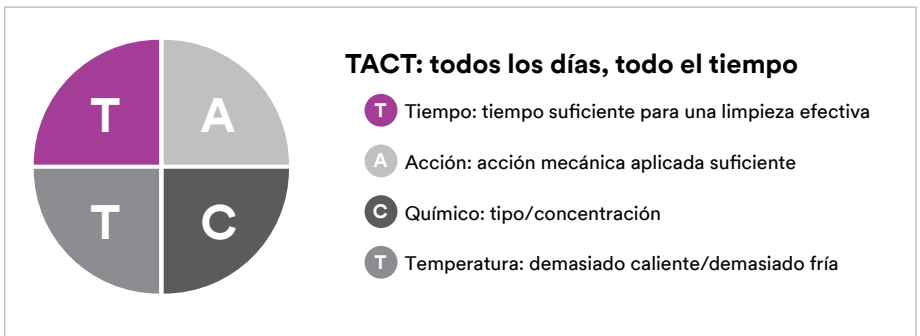 T A
T C
TACT: todos los días, todo el tiempo
T Tiempo: tiempo suficiente para una limpieza efectiva
A Acción: acción mecánica aplicada suficiente
C Químico: tipo/concentración
T Temperatura: demasiado caliente/demasiado fría